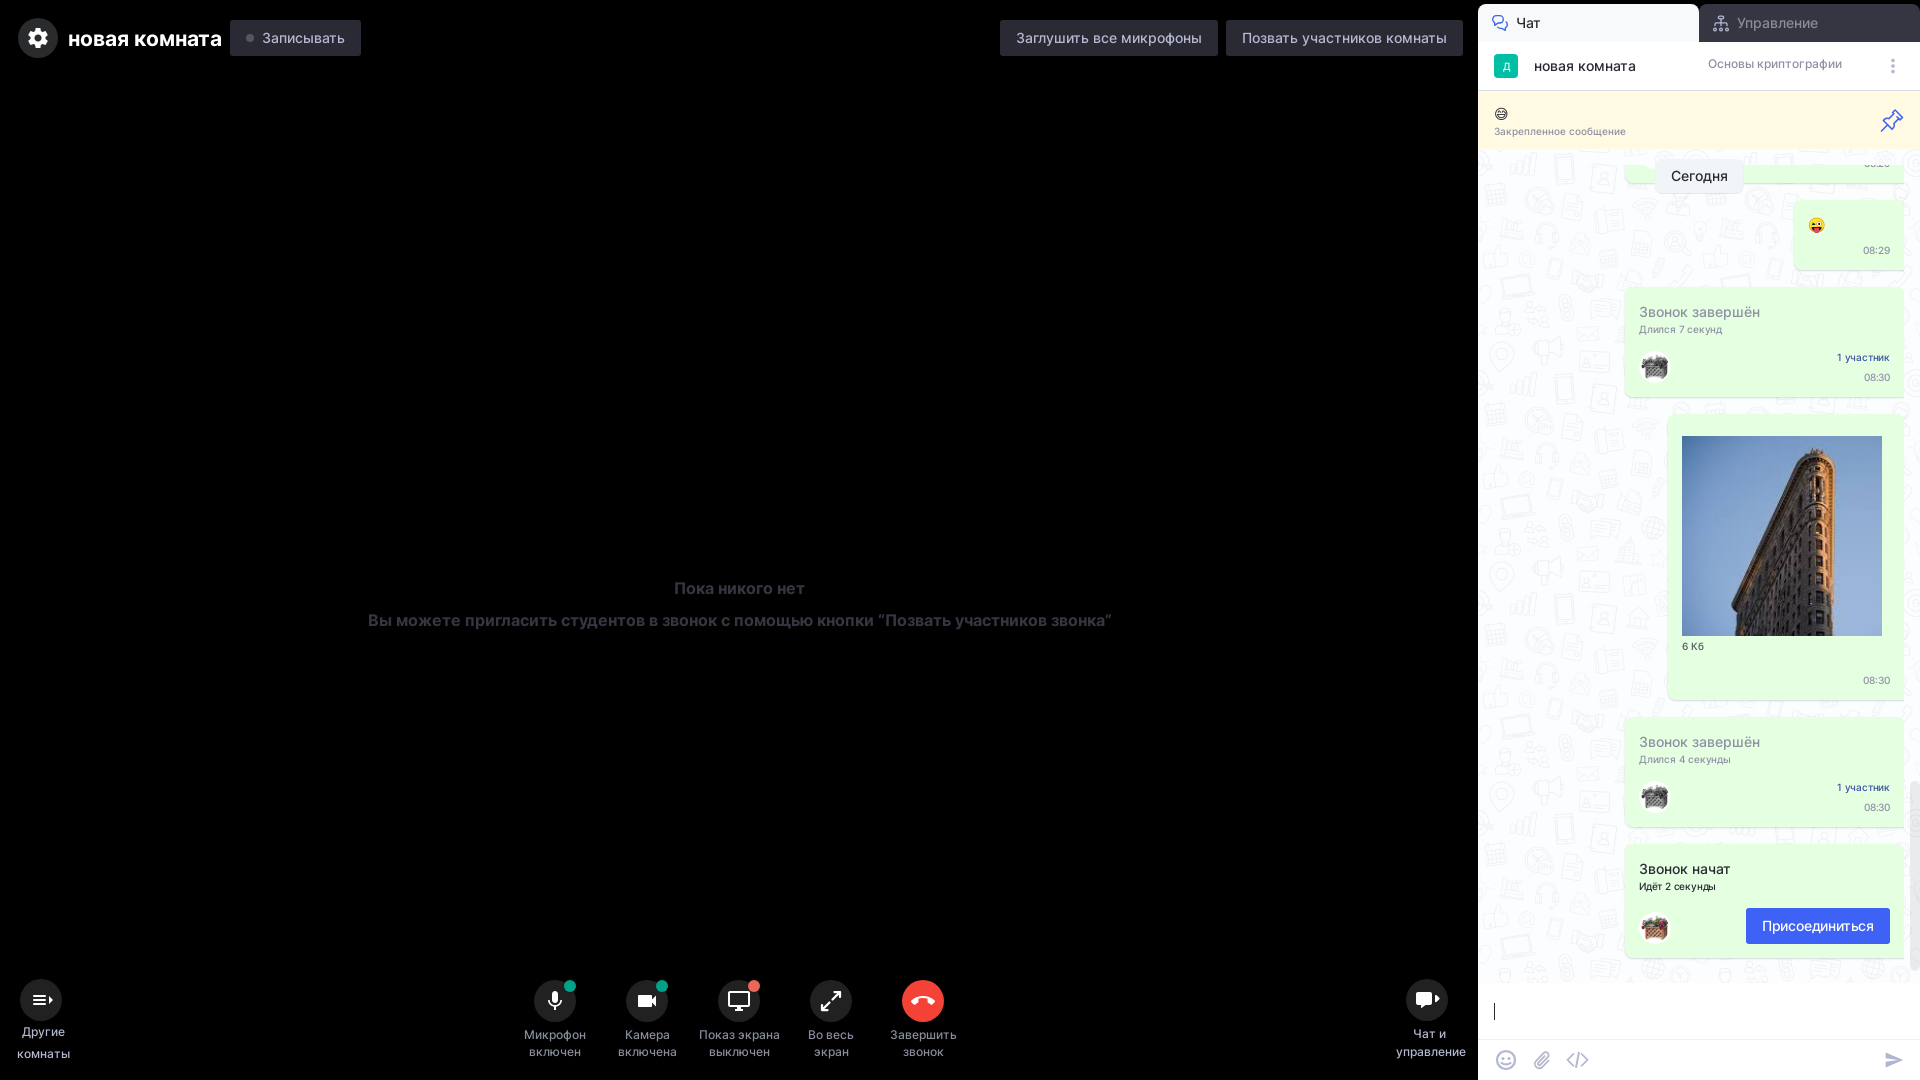 новая комната
Записывать
Заглушить все микрофоны
Позвать участников комнаты
Чат
Управление
д
новая комната
Основы криптографии
😅
Закрепленное сообщение
Сегодня
😜
08:29
Звонок завершён
Длился 7 секунд
1 участник
08:30
6 Кб
08:30
Звонок завершён
Длился 4 секунды
1 участник
08:30
Звонок начат
Идёт 2 секунды
Присоединиться
Пока никого нет
Вы можете пригласить студентов в звонок с помощью кнопки “Позвать участников звонка”
Другие
комнаты
Микрофон
включен
Камера
включена
Показ экрана
выключен
Во весь
экран
Завершить
звонок
Чат и
управление